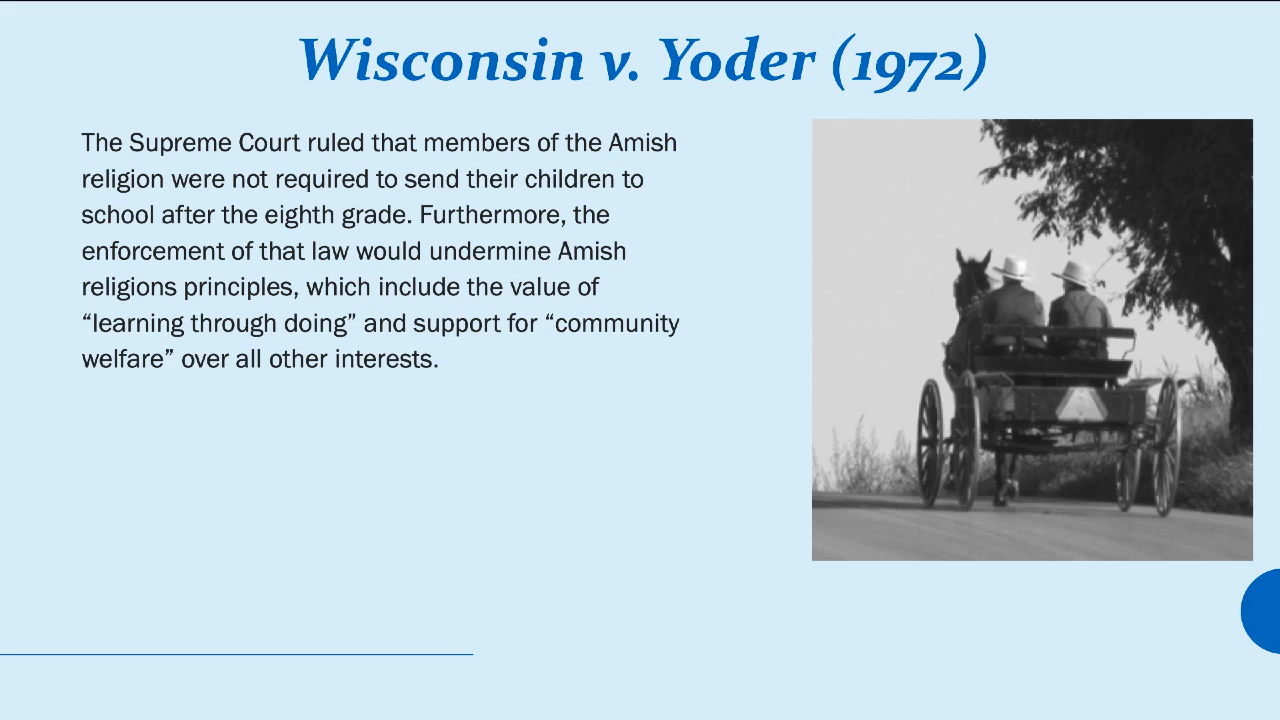 Wisconsin v. Yoder (1972)
The Supreme Court ruled that members of the Amish
religion were not required to send their children to
school after the eighth grade. Furthermore, the
enforcement of that law would undermine Amish
religions principles, which include the value of
“learning through doing” and support for “community
welfare” over all other interests.